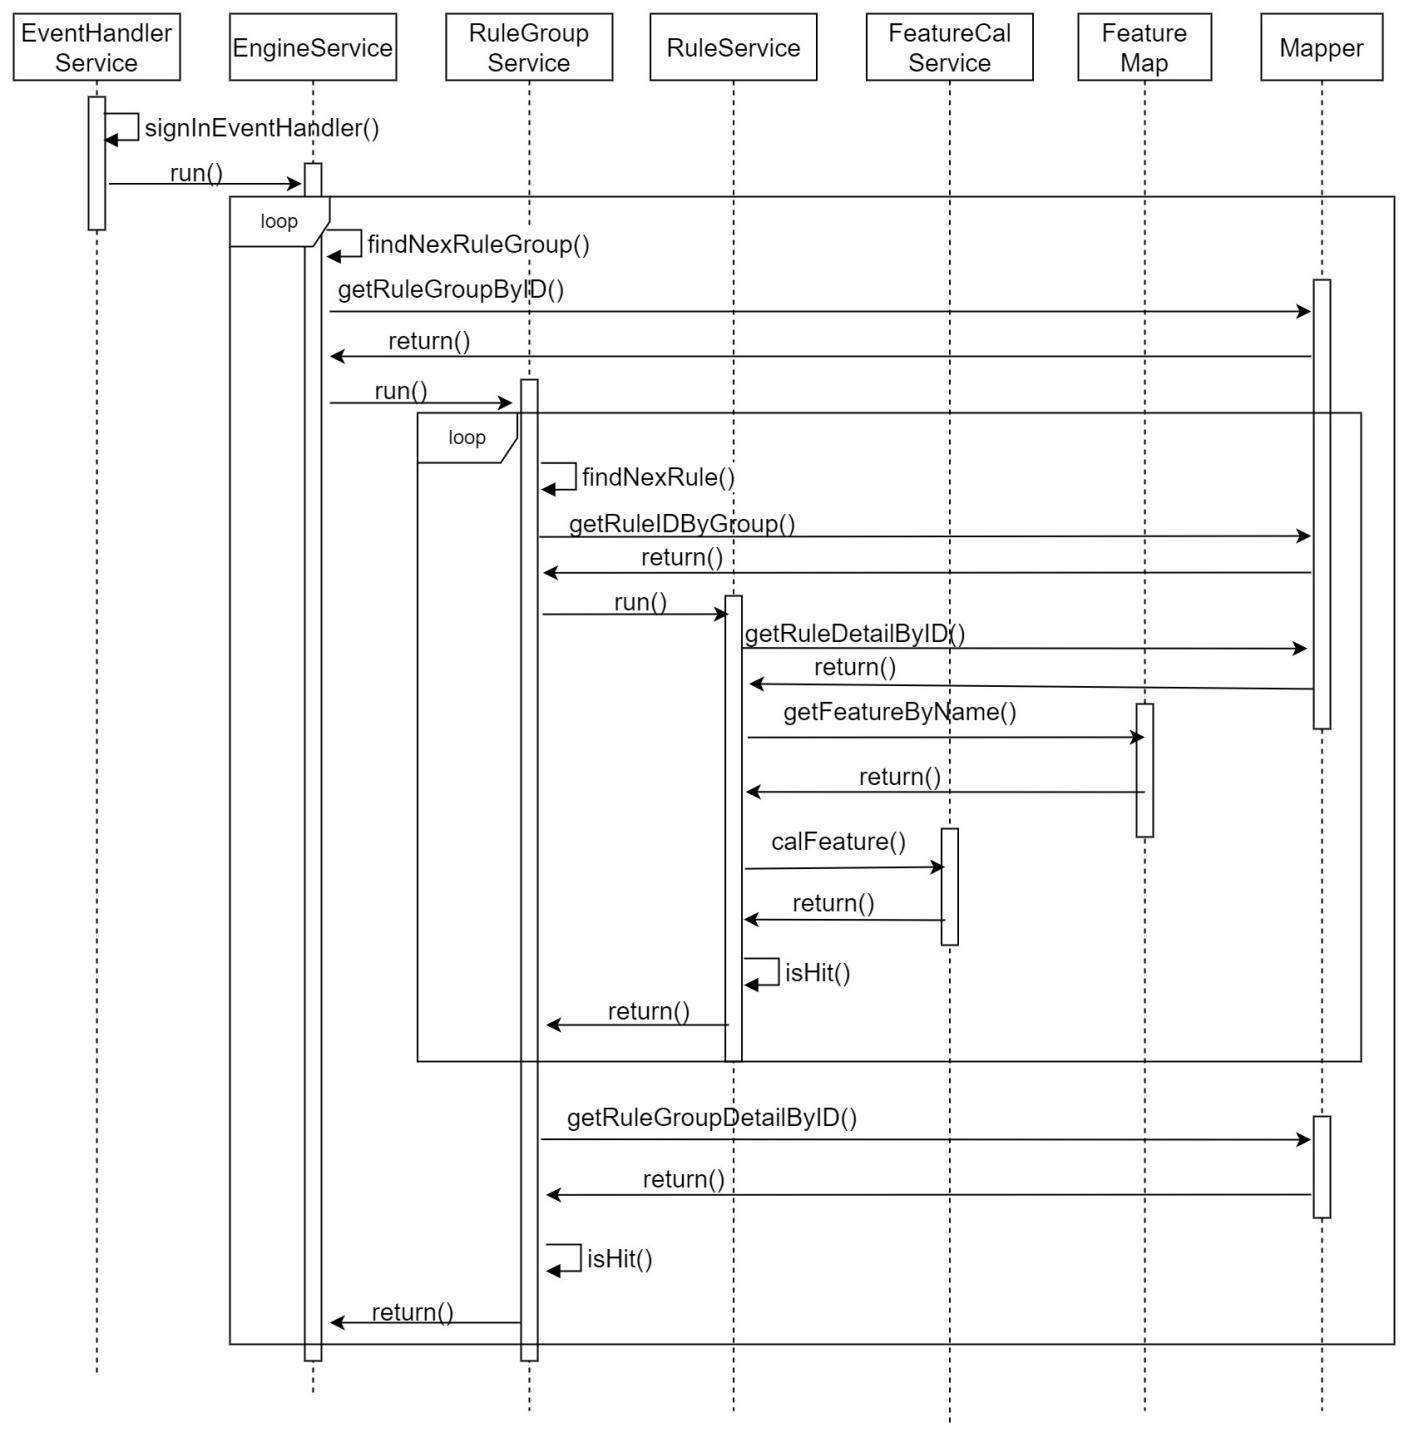 EventHandler
Service
EngineService
RuleGroup
Service
RuleService
FeatureCal
Service
Feature
Map
Mapper
signInEventHandler()
run()
loop
findNexRuleGroup()
getRuleGroupByID()
return()
run()
loop
findNexRule()
getRuleIDByGroup()
return()
run()
getRuleDetailByID()
return()
getFeatureByName()
return()
calFeature()
return()
isHit()
return()
getRuleGroupDetailByID()
return()
isHit()
return()